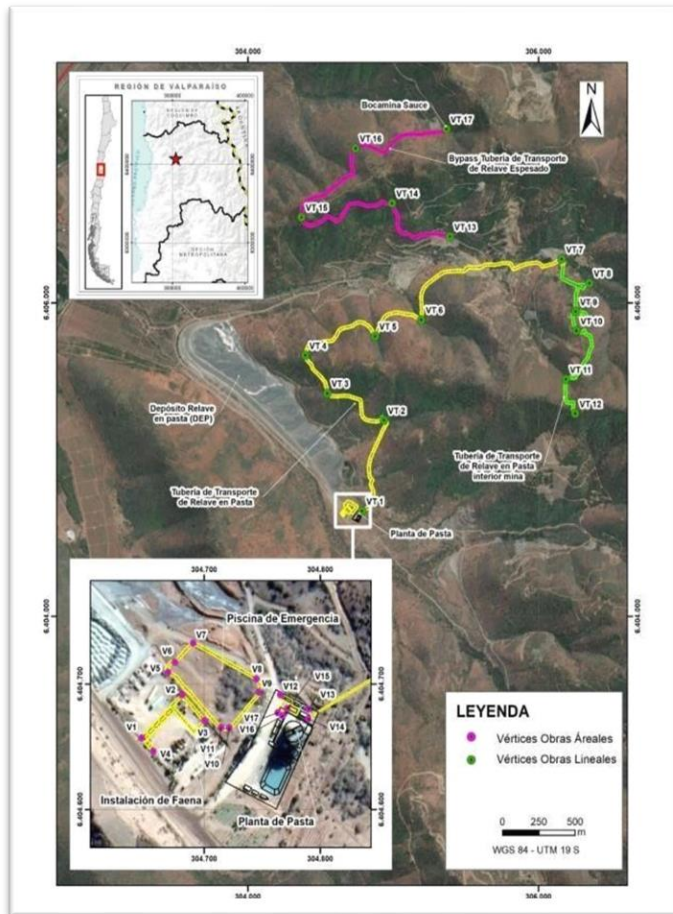 304.000
306.000
REGIÓN DE VALPARAÍSO
REGIÓN DE
COQUIMBO
REGIÓN
METROPOLITANA
N
Bocamina Sauce
VT 17
VT 16
Bypass Tubería de Transporte
de Relave Espesado
VT 15
VT 14
VT 13
VT 7
VT 8
VT 9
VT 10
VT 11
VT 12
6.406.000
6.406.000
VT 6
VT 5
VT 4
VT 3
VT 2
VT 1
Depósito Relave
en pasta (DEP)
Tubería de Transporte
de Relave en Pasta
Tubería de Transporte
de Relave en Pasta
interior mina
Planta de Pasta
6.404.000
6.404.000
304.700
304.800
Piscina de Emergencia
V7
V6
V5
V8
V9
V2
V12
V15
V13
V14
V1
V4
V3
V17
V16
V11
V10
6.404.700
6.404.700
6.404.600
6.404.600
Instalación de Faena
Planta de Pasta
304.700
304.800
LEYENDA
Vértices Obras Áreales
Vértices Obras Lineales
0 250 500
m
WGS 84 - UTM 19 S
304.000
306.000